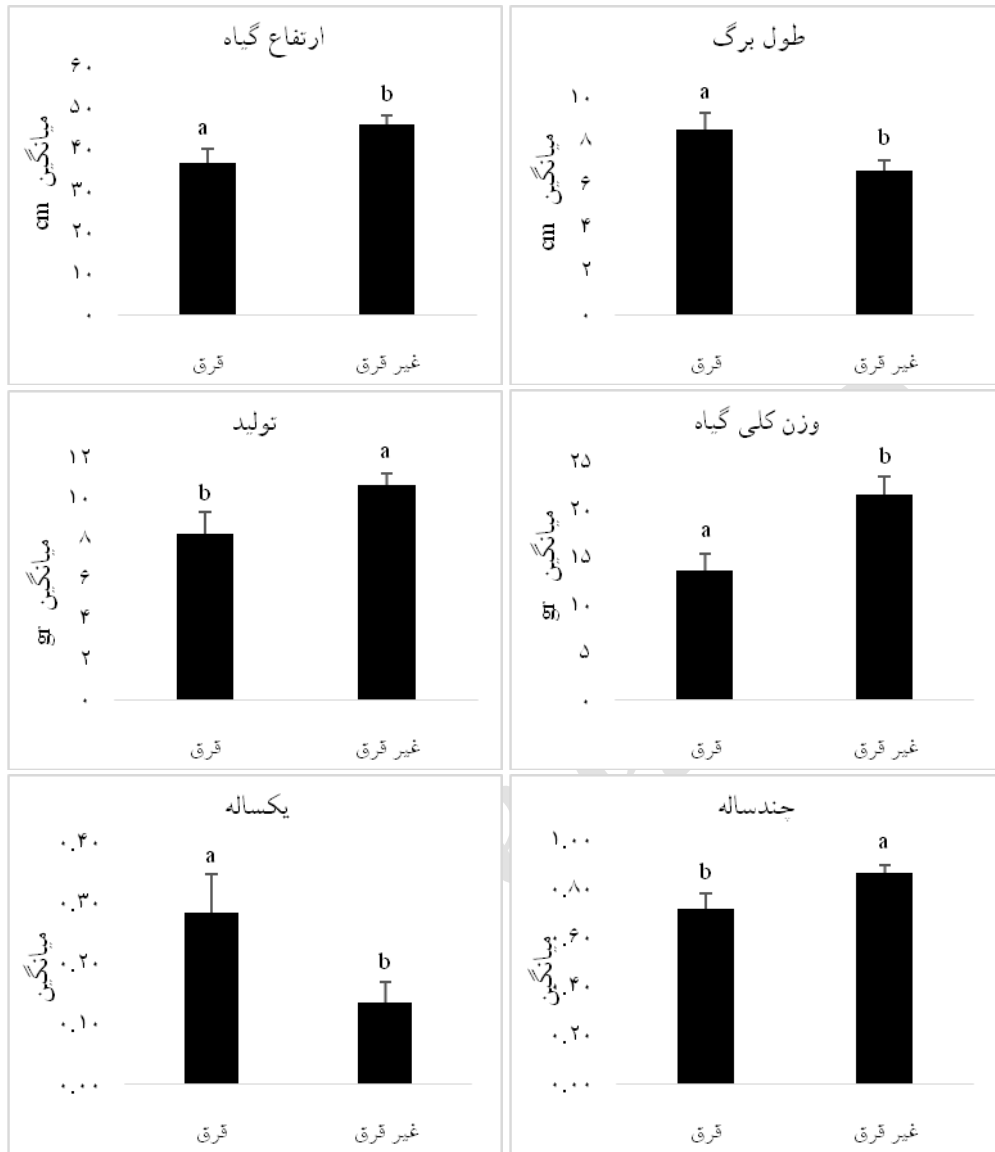 ارتفاع گیاه
۶۰
۵۰
۴۰
۳۰
۲۰
۱۰
۰
میانگین cm
a
b
قرق
غیر قرق
طول برگ
۱۰
۸
۶
۴
۲
۰
میانگین cm
a
b
قرق
غیر قرق
تولید
۱۲
۱۰
۸
۶
۴
۲
۰
میانگین gr
b
a
قرق
غیر قرق
وزن کلی گیاه
۲۵
۲۰
۱۵
۱۰
۵
۰
میانگین gr
a
b
قرق
غیر قرق
یکساله
۰.۴۰
۰.۳۰
۰.۲۰
۰.۱۰
۰.۰۰
میانگین
a
b
قرق
غیر قرق
چندساله
۱.۰۰
۰.۸۰
۰.۶۰
۰.۴۰
۰.۲۰
۰.۰۰
میانگین
b
a
قرق
غیر قرق